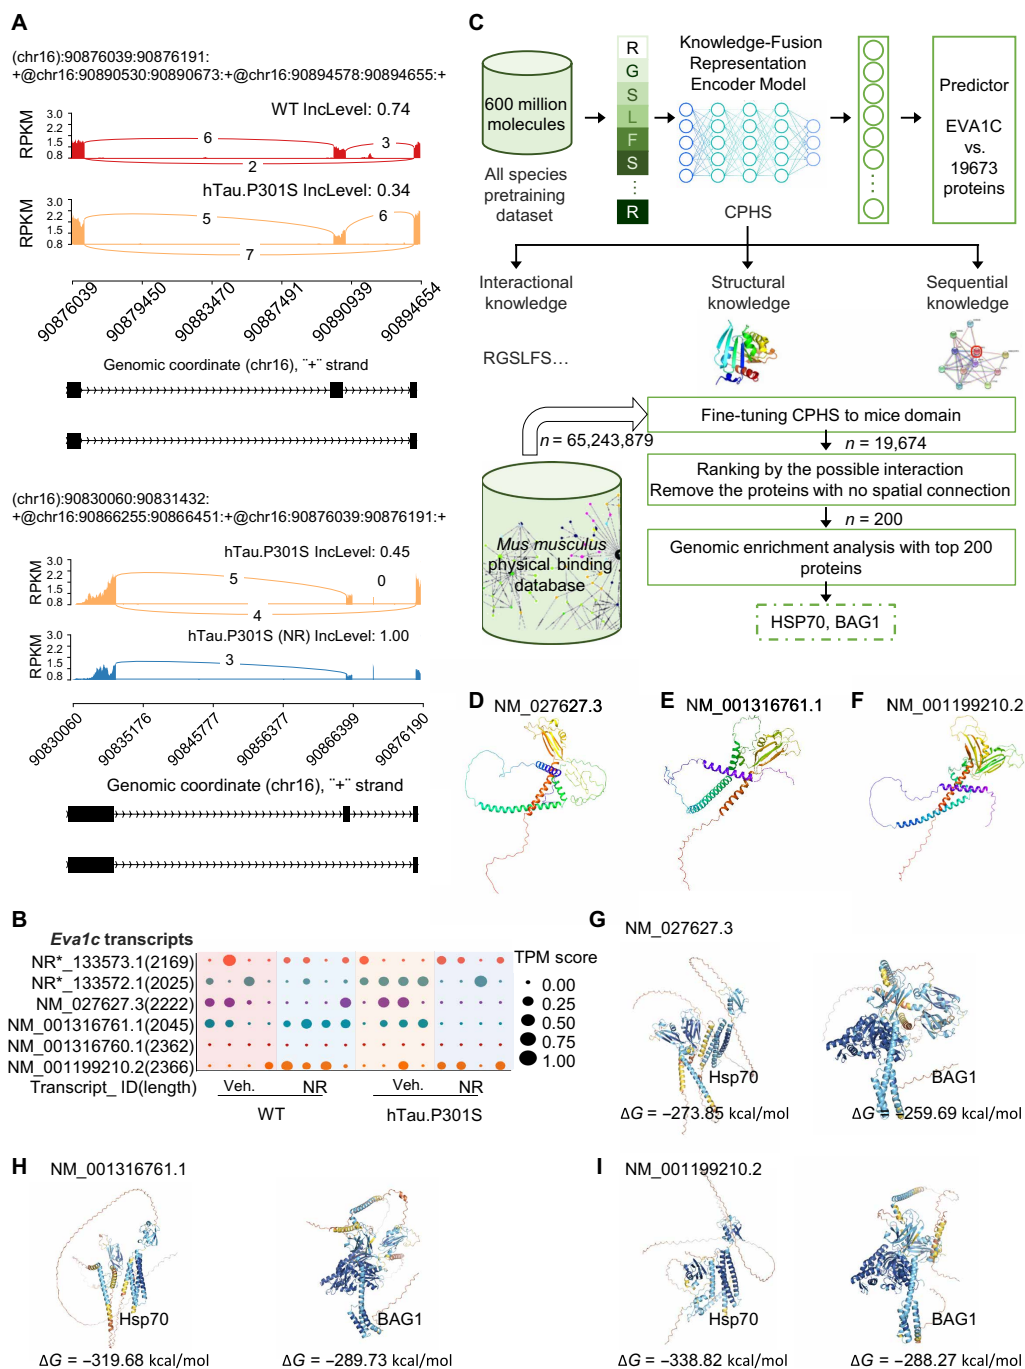 A
(chr16):90876039:90876191:
+@chr16:90890530:90890673:+@chr16:90894578:90894655:+
RPKM
3.0
2.2
1.5
0.8
WT IncLevel: 0.74
6
3
2
RPKM
3.0
2.2
1.5
0.8
hTau.P301S IncLevel: 0.34
5
6
7
90876039
90879450
90883470
90887491
90890939
90894654
Genomic coordinate (chr16), "+" strand
(chr16):90830060:90831432:
+@chr16:90866255:90866451:+@chr16:90876039:90876191:+
RPKM
3.0
2.2
1.5
0.8
hTau.P301S IncLevel: 0.45
5
0
4
RPKM
3.0
2.2
1.5
0.8
hTau.P301S (NR) IncLevel: 1.00
3
90830060
90835176
90845777
90856377
90866399
90876190
Genomic coordinate (chr16), "+" strand
B
Eva1c transcripts
NR*_133573.1(2169)
NR*_133572.1(2025)
NM_027627.3(2222)
NM_001316761.1(2045)
NM_001316760.1(2362)
NM_001199210.2(2366)
Transcript_ ID(length)
Veh.
NR
Veh.
NR
WT
hTau.P301S
TPM score
0.00
0.25
0.50
0.75
1.00
C
600 million
molecules
All species
pretraining
dataset
R
G
S
L
F
S
R
Knowledge-Fusion
Representation
Encoder Model
CPHS
Predictor
EVA1C
vs.
19673
proteins
Interactional
knowledge
Structural
knowledge
Sequential
knowledge
RGSLFS…
n = 65,243,879
Fine-tuning CPHS to mice domain
n = 19,674
Ranking by the possible interaction
Remove the proteins with no spatial connection
n = 200
Genomic enrichment analysis with top 200
proteins
HSP70, BAG1
Mus musculus
physical binding
database
D
NM_027627.3
E
NM_001316761.1
F
NM_001199210.2
G
NM_027627.3
Hsp70
ΔG = −273.85 kcal/mol
BAG1
ΔG = −259.69 kcal/mol
H
NM_001316761.1
Hsp70
ΔG = −319.68 kcal/mol
BAG1
ΔG = −289.73 kcal/mol
I
NM_001199210.2
Hsp70
ΔG = −338.82 kcal/mol
BAG1
ΔG = −288.27 kcal/mol